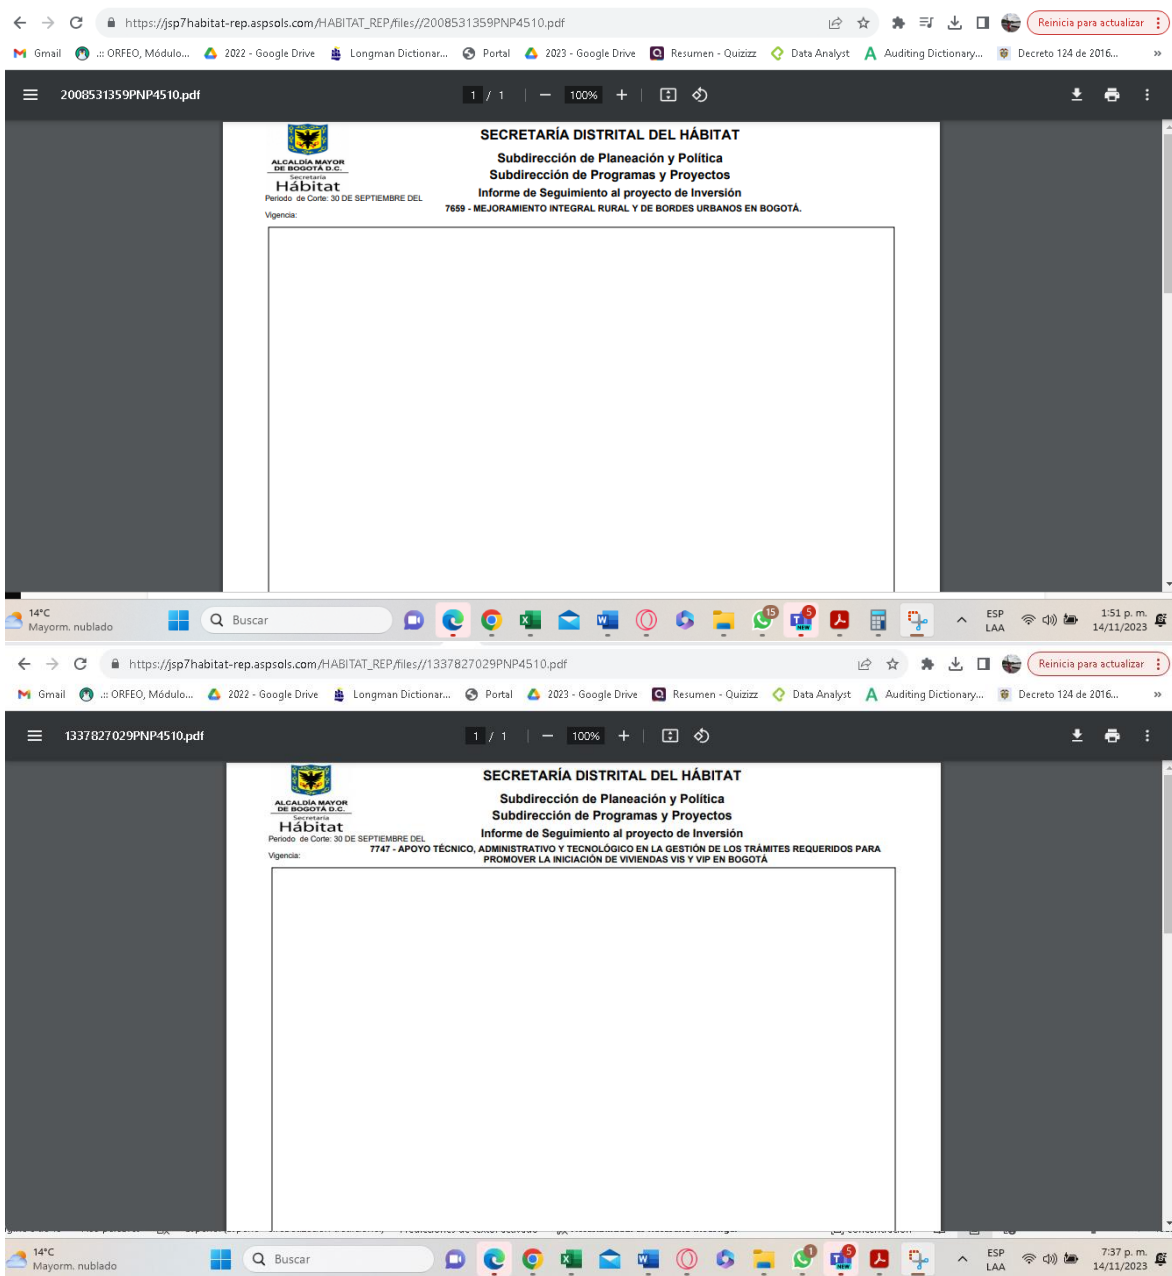 https://jsp7habitat-rep.aspsols.com/HABITAT_REP/files//2008531359PNP4510.pdf
Reinicia para actualizar
Gmail .:: ORFEO, Módulo... 2022 - Google Drive Longman Dictionar... Portal 2023 - Google Drive Resumen - Quizizz Data Analyst Auditing Dictionary... Decreto 124 de 2016... »
2008531359PNP4510.pdf 1 / 1 | — 100% + |
SECRETARÍA DISTRITAL DEL HÁBITAT
ALCALDÍA MAYOR
DE BOGOTÁ D.C.
Secretaría
Hábitat
Subdirección de Planeación y Política
Subdirección de Programas y Proyectos
Informe de Seguimiento al proyecto de Inversión
Periodo de Corte: 30 DE SEPTIEMBRE DEL
7659 - MEJORAMIENTO INTEGRAL RURAL Y DE BORDES URBANOS EN BOGOTÁ.
Vigencia:
14°C
Mayorm. nublado
Buscar
15
5
NEW
ESP
LAA
1:51 p. m.
14/11/2023
https://jsp7habitat-rep.aspsols.com/HABITAT_REP/files//1337827029PNP4510.pdf
Reinicia para actualizar
Gmail .:: ORFEO, Módulo... 2022 - Google Drive Longman Dictionar... Portal 2023 - Google Drive Resumen - Quizizz Data Analyst Auditing Dictionary... Decreto 124 de 2016... »
1337827029PNP4510.pdf 1 / 1 | — 100% + |
SECRETARÍA DISTRITAL DEL HÁBITAT
ALCALDÍA MAYOR
DE BOGOTÁ D.C.
Secretaría
Hábitat
Subdirección de Planeación y Política
Subdirección de Programas y Proyectos
Informe de Seguimiento al proyecto de Inversión
Periodo de Corte: 30 DE SEPTIEMBRE DEL
7747 - APOYO TÉCNICO, ADMINISTRATIVO Y TECNOLÓGICO EN LA GESTIÓN DE LOS TRÁMITES REQUERIDOS PARA
PROMOVER LA INICIACIÓN DE VIVIENDAS VIS Y VIP EN BOGOTÁ
Vigencia:
14°C
Mayorm. nublado
Buscar
1
5
NEW
ESP
LAA
7:37 p. m.
14/11/2023